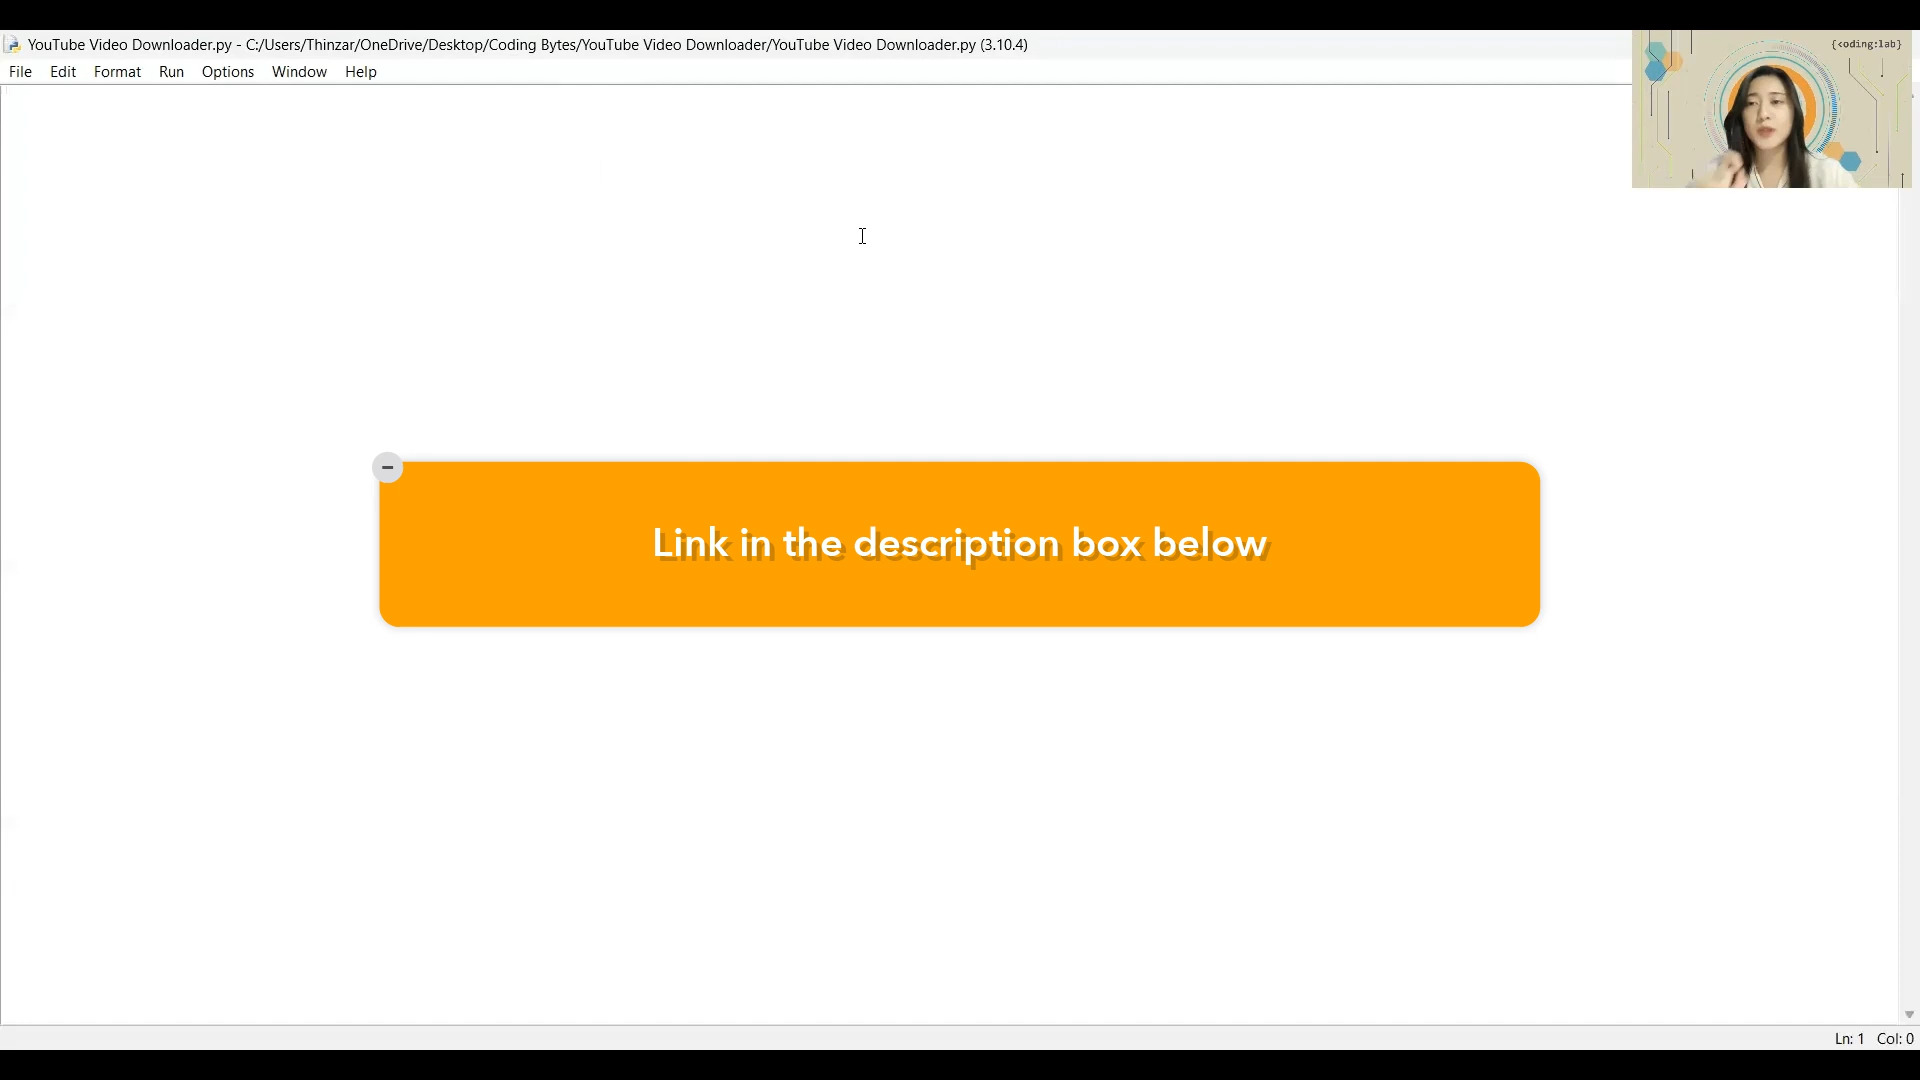 YouTube Video Downloader.py - C:/Users/Thinzar/OneDrive/Desktop/Coding Bytes/YouTube Video Downloader/YouTube Video Downloader.py (3.10.4)
{<oding:lab}
File Edit Format Run Options Window Help
Link in the description box below
Ln: 1 Col: 0